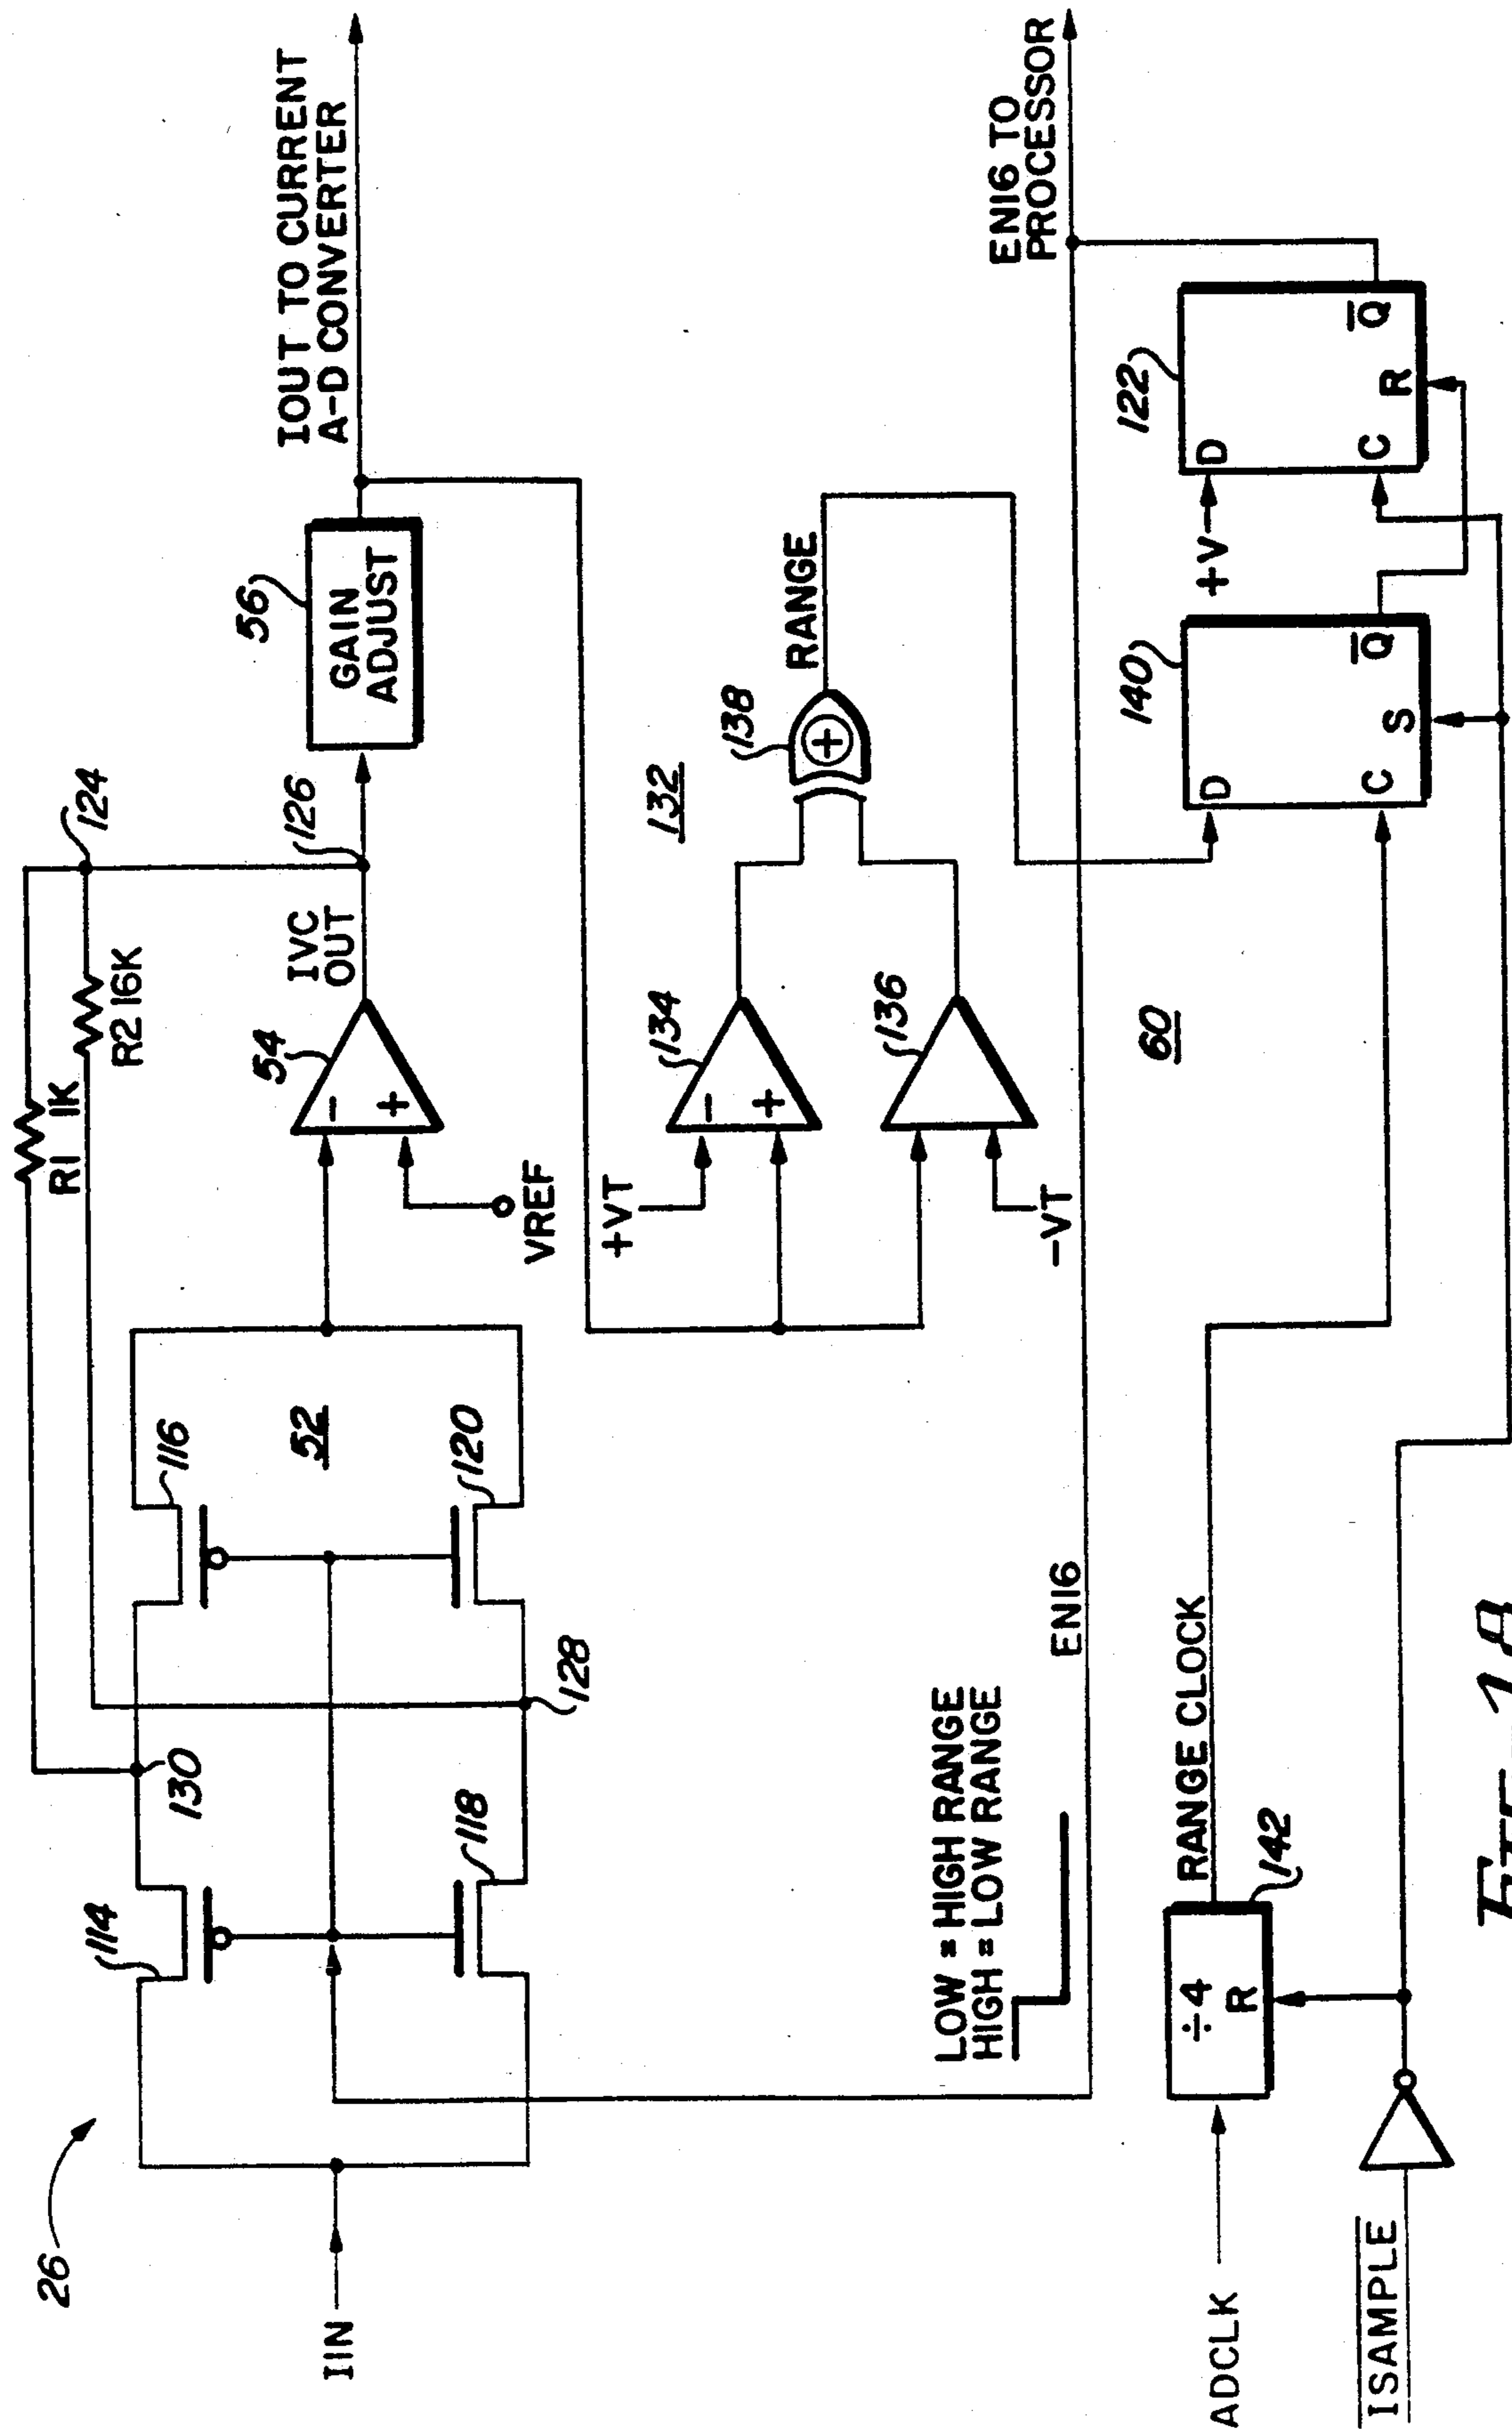 26
IIN
114
130
116
52
118
128
120
R1 1K
R2 16K
124
54
IVC
OUT
126
-
+
VREF
56
GAIN
ADJUST
IOUT TO CURRENT
A-D CONVERTER
+VT
134
-
+
132
138
+
RANGE
136
-VT
LOW = HIGH RANGE
HIGH = LOW RANGE
EN16
EN16 TO
PROCESSOR
60
ADCLK
÷4
R
142
RANGE CLOCK
140
D
C
S
Q
+V
122
D
C
R
Q
ISAMPLE